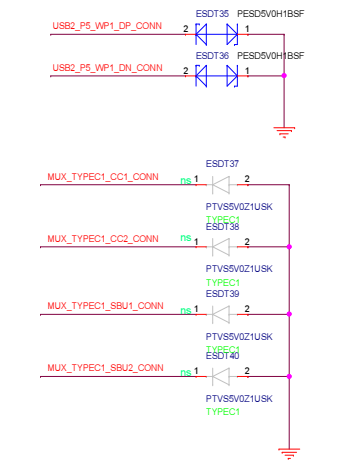 ESDT35 PESD5V0H1BSF
USB2_P5_WP1_DP_CONN 2 1
ESDT36 PESD5V0H1BSF
USB2_P5_WP1_DN_CONN 2 1
ESDT37
MUX_TYPEC1_CC1_CONN ns 1 2
PTVS5V0Z1USK
TYPEC1
ESDT38
MUX_TYPEC1_CC2_CONN ns 1 2
PTVS5V0Z1USK
TYPEC1
ESDT39
MUX_TYPEC1_SBU1_CONN ns 1 2
PTVS5V0Z1USK
TYPEC1
ESDT40
MUX_TYPEC1_SBU2_CONN ns 1 2
PTVS5V0Z1USK
TYPEC1